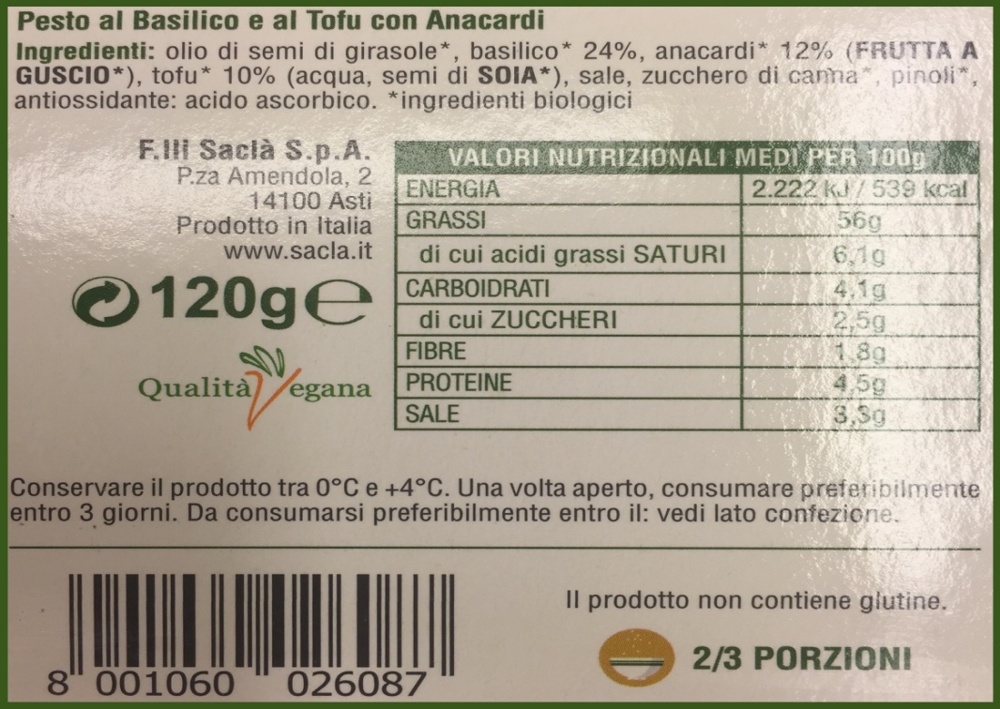 Pesto al Basilico e al Tofu con Anacardi
Ingredienti: olio di semi di girasole*, basilico* 24%, anacardi* 12% (FRUTTA A
GUSCIO*), tofu* 10% (acqua, semi di SOIA*), sale, zucchero di canna*, pinoli*,
antiossidante: acido ascorbico. *ingredienti biologici
F.lli Saclà S.p.A.
P.za Amendola, 2
14100 Asti
Prodotto in Italia
www.sacla.it
120g e
Qualità Vegana
VALORI NUTRIZIONALI MEDI PER 100g
ENERGIA 2.222 kJ / 539 kcal
GRASSI 56g
di cui acidi grassi SATURI 6,1g
CARBOIDRATI 4,1g
di cui ZUCCHERI 2,5g
FIBRE 1,8g
PROTEINE 4,5g
SALE 3,3g
Conservare il prodotto tra 0°C e +4°C. Una volta aperto, consumare preferibilmente
entro 3 giorni. Da consumarsi preferibilmente entro il: vedi lato confezione.
8 001060 026087
Il prodotto non contiene glutine.
2/3 PORZIONI